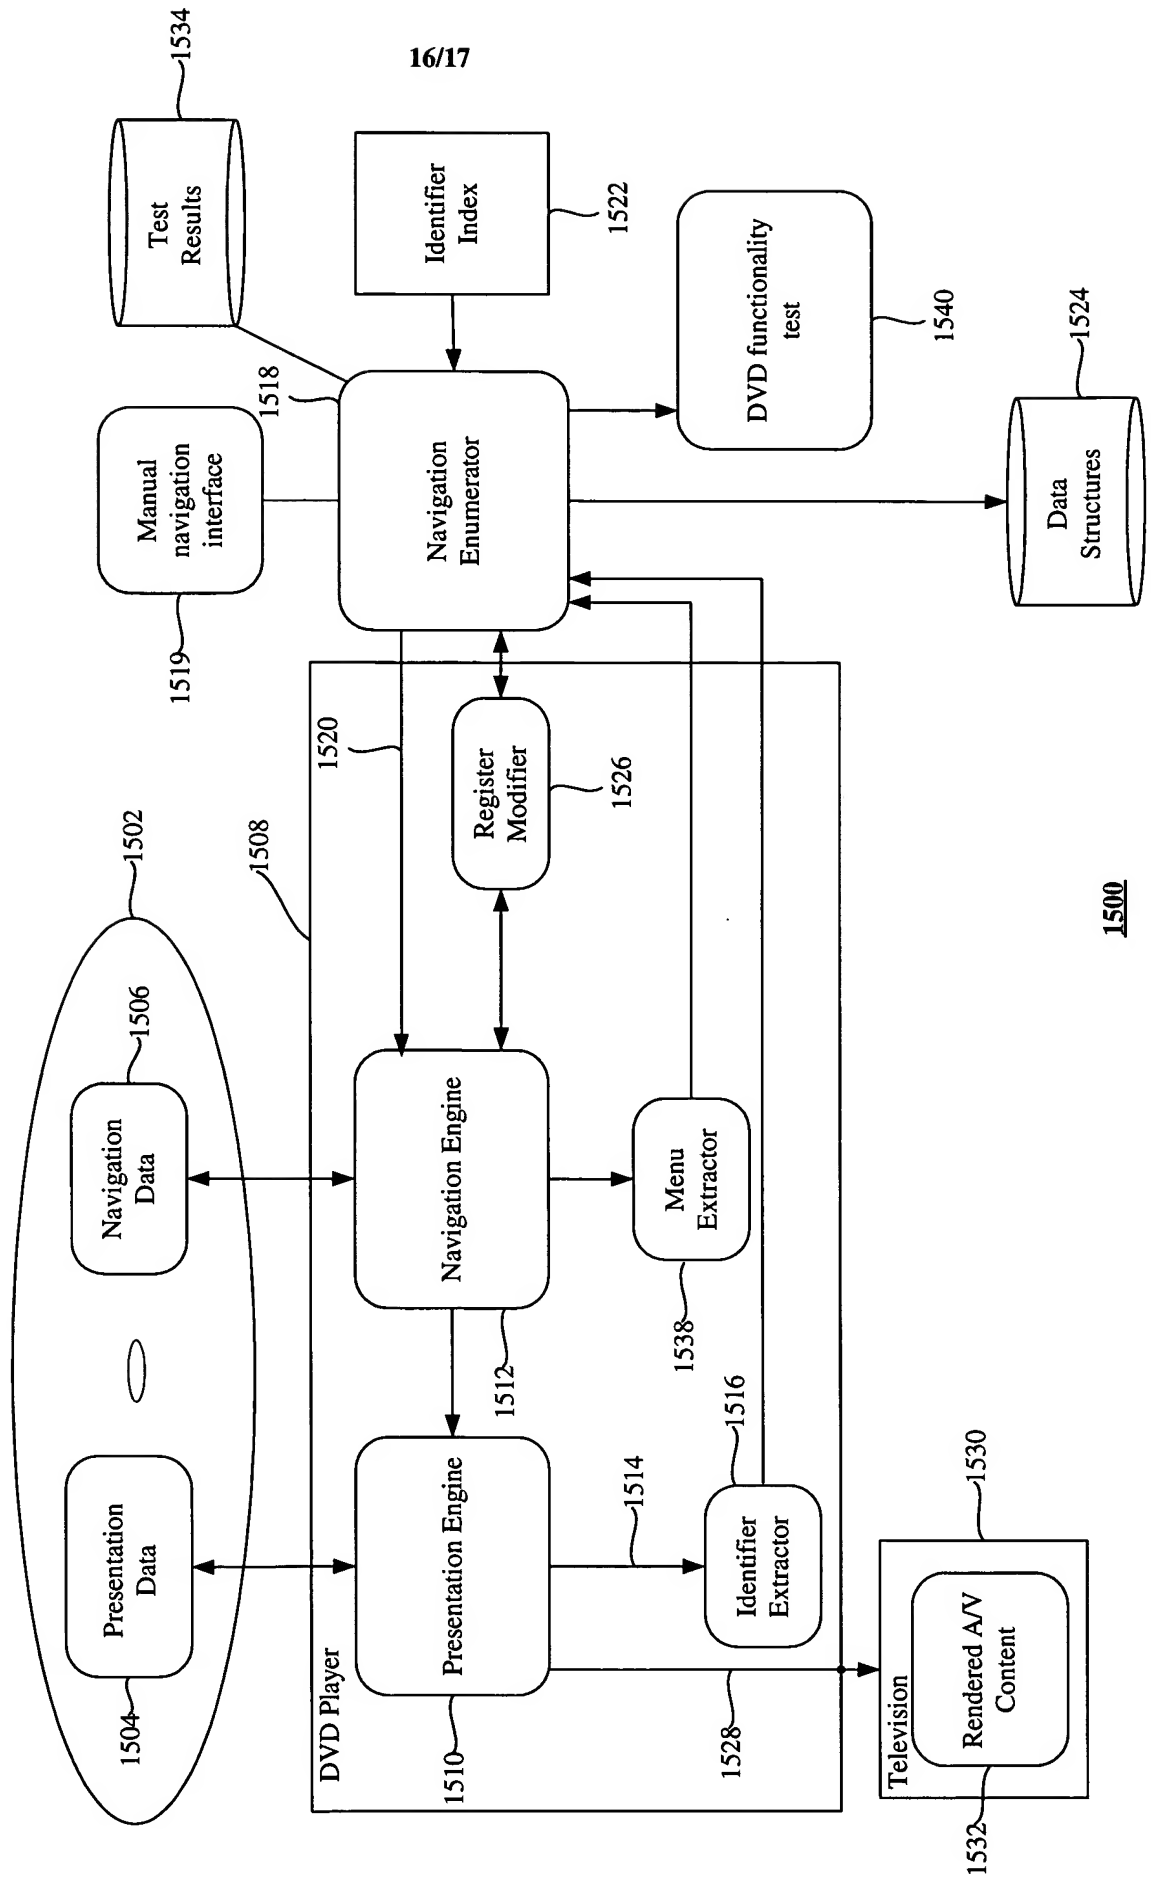 16/17
1502
Presentation
Data
1504
Navigation
Data
1506
Manual
navigation
interface
1519
Test
Results
1534
1508
DVD Player
Presentation Engine
1510
Navigation Engine
1512
1520
Register
Modifier
1526
Navigation
Enumerator
1518
Identifier
Index
1522
1514
Identifier
Extractor
1516
Menu
Extractor
1538
DVD functionality
test
1540
Data
Structures
1524
1528
Television
Rendered A/V
Content
1530
1532
1500